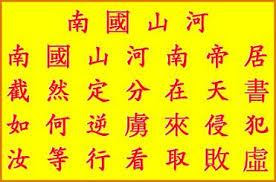 南國山河
南國山河南帝居
截然定分在天書
如何逆虜來侵犯
汝等行看取敗虛